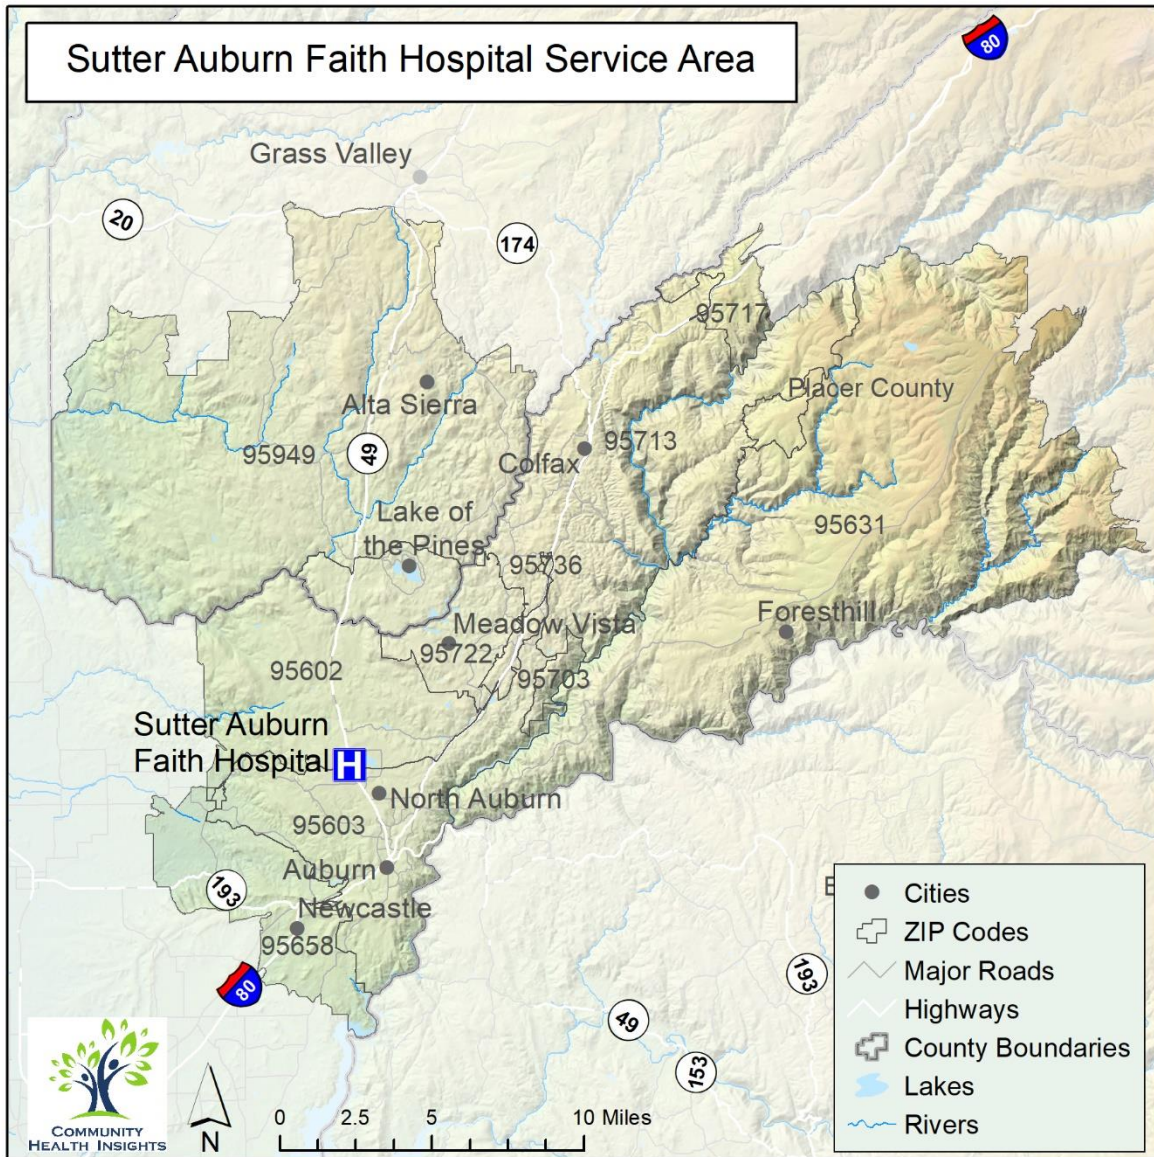 Sutter Auburn Faith Hospital Service Area
80
Grass Valley
20
174
95717
Placer County
Alta Sierra
95949
49
95713
Colfax
Lake of
the Pines
95631
95736
Foresthill
Meadow Vista
95722
95602
95703
Sutter Auburn
Faith Hospital
H
North Auburn
95603
Auburn
193
Newcastle
95658
80
193
49
153
E
Cities
ZIP Codes
Major Roads
Highways
County Boundaries
Lakes
Rivers
COMMUNITY
HEALTH INSIGHTS
N
0 2.5 5 10 Miles